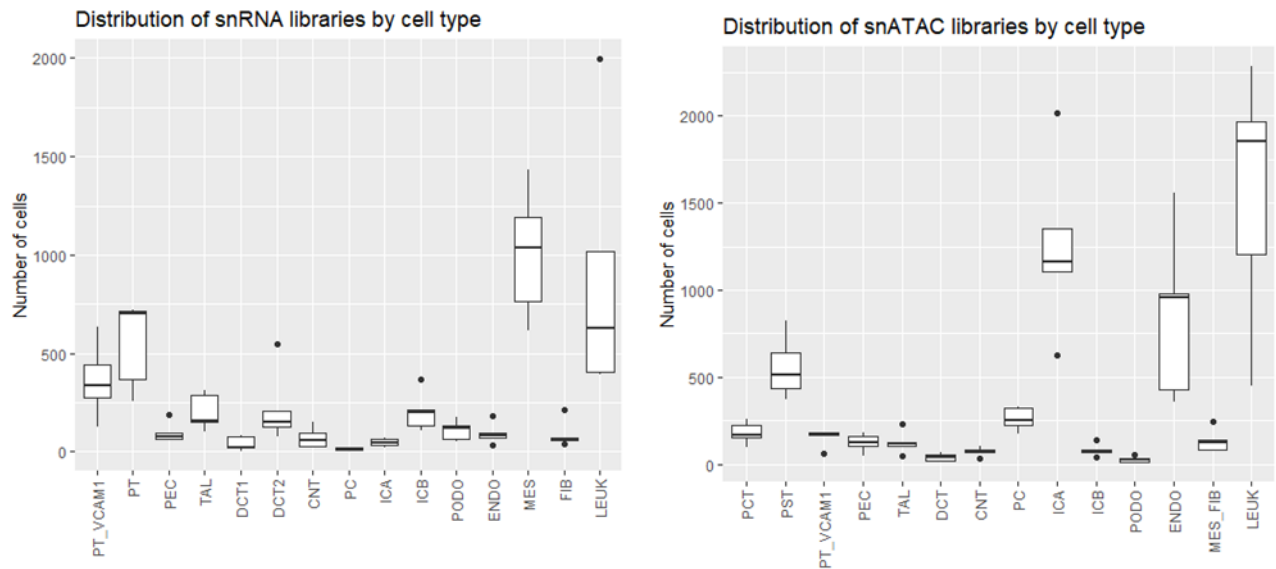 Distribution of snRNA libraries by cell type
Number of cells
2000
1500
1000
500
0
PT_VCAM1
PT
PEC
TAL
DCT1
DCT2
CNT
PC
ICA
ICB
PODO
ENDO
MES
FIB
LEUK
Distribution of snATAC libraries by cell type
Number of cells
2000
1500
1000
500
0
PCT
PST
PT_VCAM1
PEC
TAL
DCT
CNT
PC
ICA
ICB
PODO
ENDO
MES_FIB
LEUK